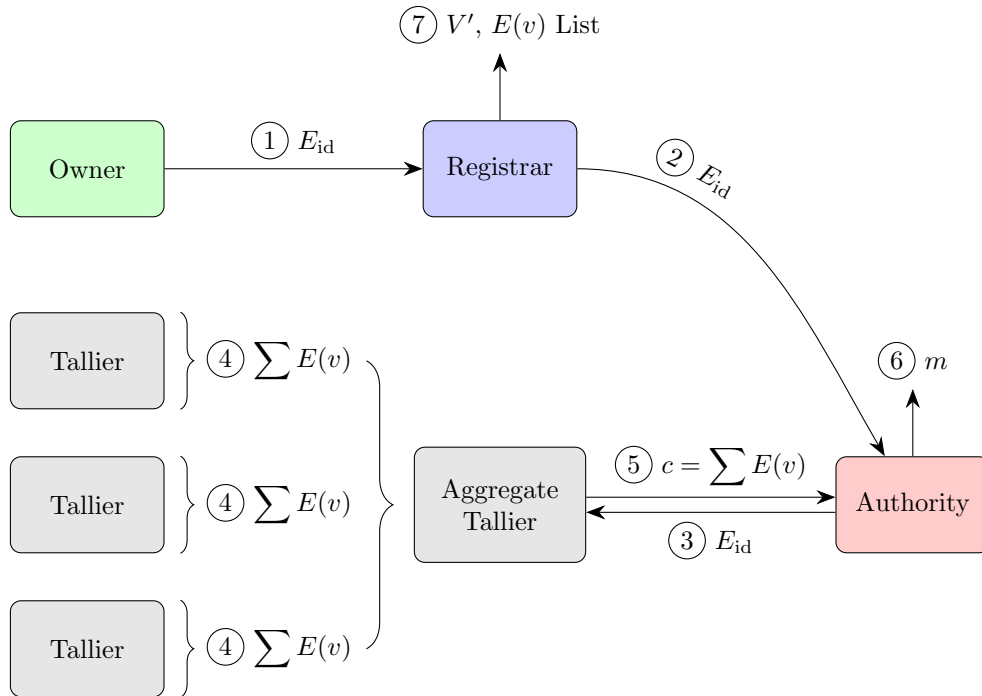 ⑦ V′, E(v) List
① E_id
Owner
Registrar
② E_id
Tallier
④ ∑ E(v)
⑥ m
Tallier
④ ∑ E(v)
Aggregate
Tallier
⑤ c = ∑ E(v)
③ E_id
Authority
Tallier
④ ∑ E(v)